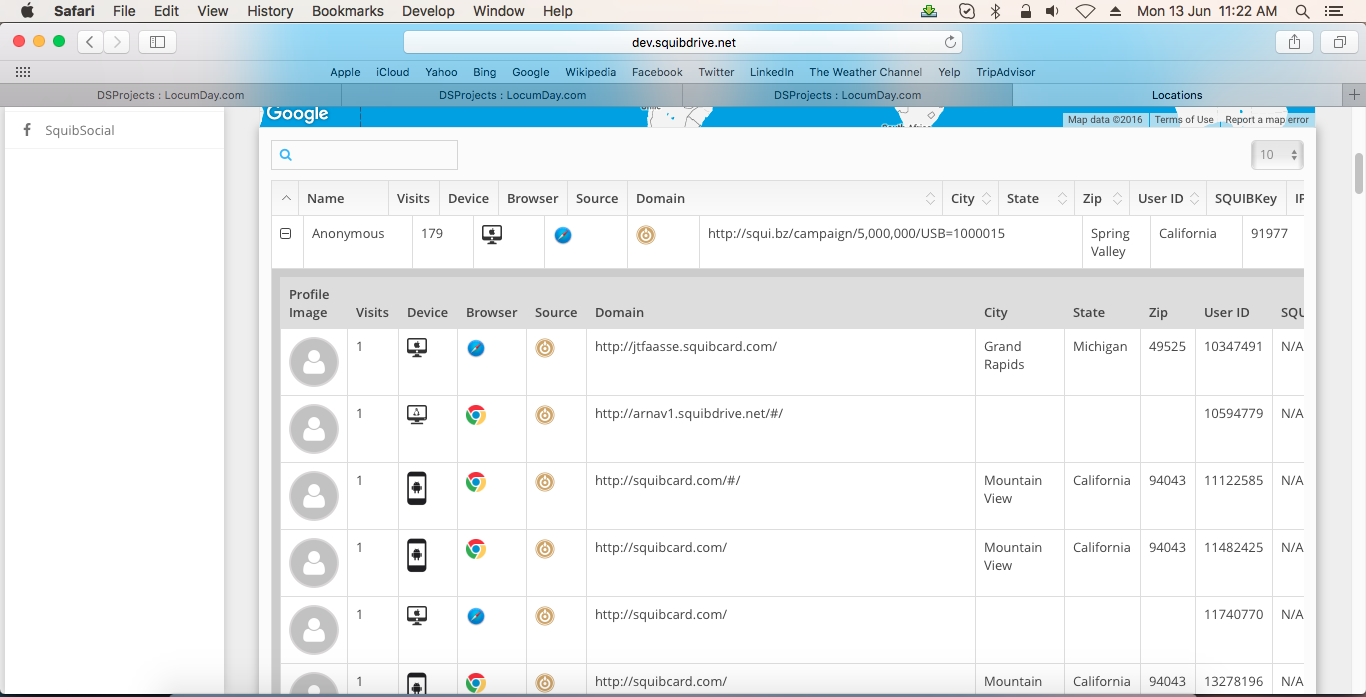 Safari File Edit View History Bookmarks Develop Window Help Mon 13 Jun 11:22 AM
dev.squibdrive.net
Apple iCloud Yahoo Bing Google Wikipedia Facebook Twitter LinkedIn The Weather Channel Yelp TripAdvisor
DSProjects : LocumDay.com DSProjects : LocumDay.com DSProjects : LocumDay.com Locations
SquibSocial
Google
Map data ©2016 Terms of Use Report a map error
10
Name Visits Device Browser Source Domain City State Zip User ID SQUIBKey IP
Anonymous 179 http://squi.bz/campaign/5,000,000/USB=1000015 Spring California 91977
Valley
Profile
Image Visits Device Browser Source Domain City State Zip User ID SQU
1 http://jtfaasse.squibcard.com/ Grand Michigan 49525 10347491 N/A
Rapids
1 http://arnav1.squibdrive.net/#/ 10594779 N/A
1 http://squibcard.com/#/ Mountain California 94043 11122585 N/A
View
1 http://squibcard.com/ Mountain California 94043 11482425 N/A
View
1 http://squibcard.com/ 11740770 N/A
1 http://squibcard.com/ Mountain California 94043 13278196 N/A